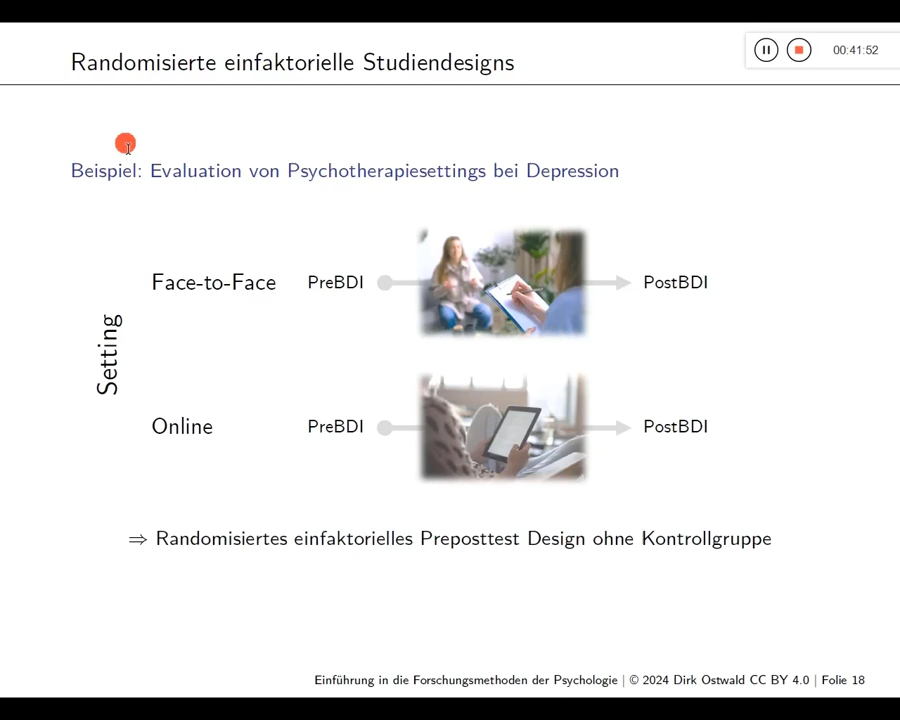 Randomisierte einfaktorielle Studiendesigns
00:41:52
Beispiel: Evaluation von Psychotherapiesettings bei Depression
Setting
Face-to-Face PreBDI PostBDI
Online PreBDI PostBDI
⇒ Randomisiertes einfaktorielles Preposttest Design ohne Kontrollgruppe
Einführung in die Forschungsmethoden der Psychologie | © 2024 Dirk Ostwald CC BY 4.0 | Folie 18